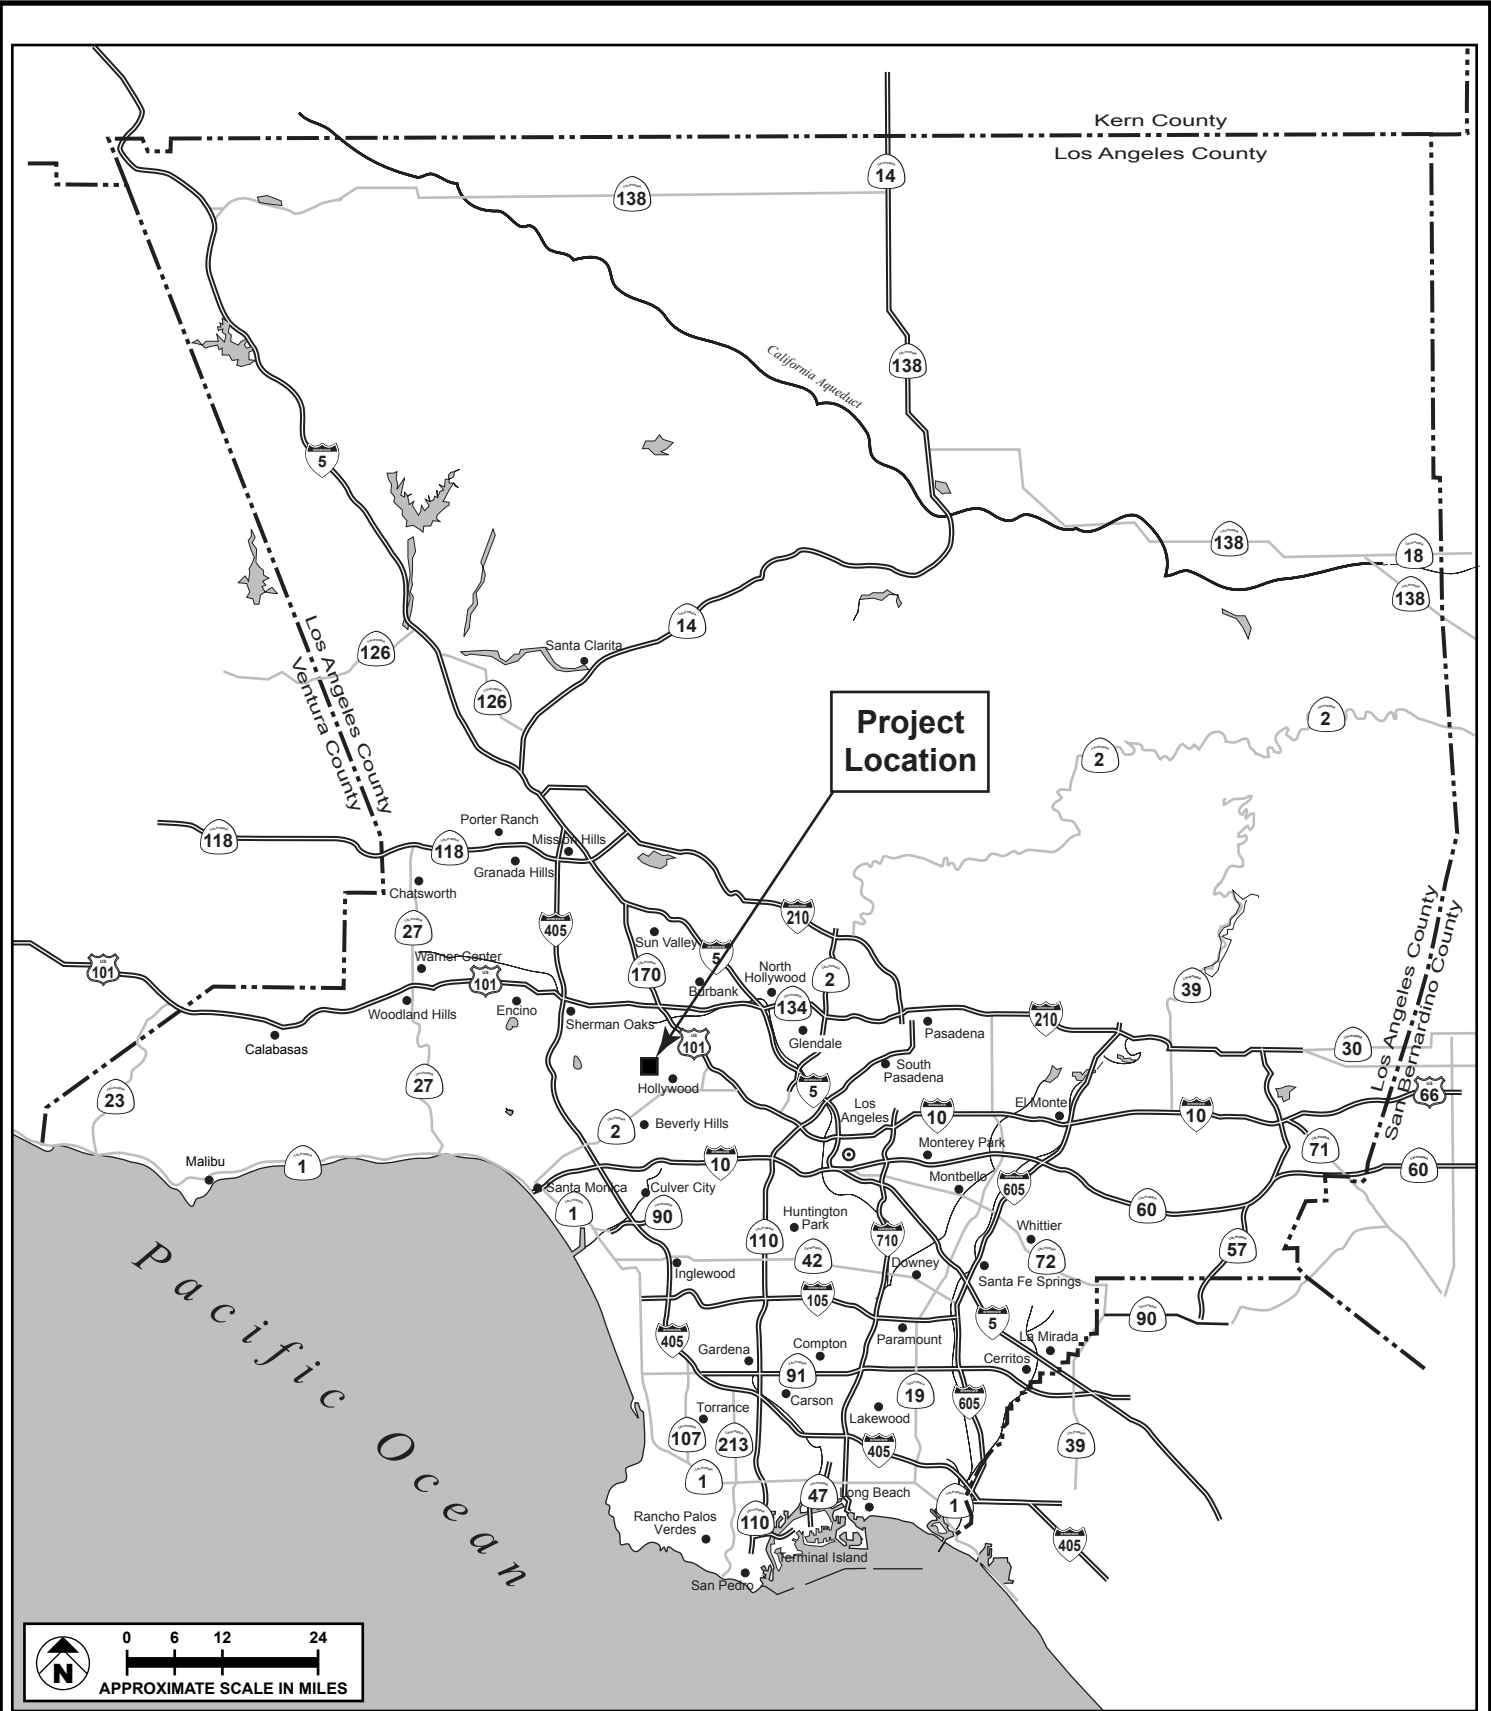 Kern County
Los Angeles County
14
138
138
California Aqueduct
5
138
18
138
14
126
Santa Clarita
126
Los Angeles County
Ventura County
Project
Location
2
2
Porter Ranch
118
118
Mission Hills
Granada Hills
Chatsworth
210
27
405
Sun Valley
5
Warner Center
101
101
170
North
Hollywood
2
Burbank
39
Los Angeles County
San Bernardino County
Woodland Hills
Encino
134
Sherman Oaks
210
Calabasas
101
Glendale
Pasadena
30
South
Pasadena
27
23
Hollywood
5
66
Los
Angeles
10
El Monte
10
2
Beverly Hills
Monterey Park
71
Malibu
1
10
60
Montbello
605
Santa Monica
Culver City
1
90
Huntington
Park
60
Whittier
110
710
42
72
57
Inglewood
Downey
Santa Fe Springs
105
5
90
405
Paramount
La Mirada
Gardena
Compton
Cerritos
91
Carson
19
605
Torrance
Lakewood
107
213
405
39
1
47
Long Beach
1
Rancho Palos
Verdes
110
405
Terminal Island
San Pedro
60
Pacific Ocean
N
0 6 12 24
APPROXIMATE SCALE IN MILES